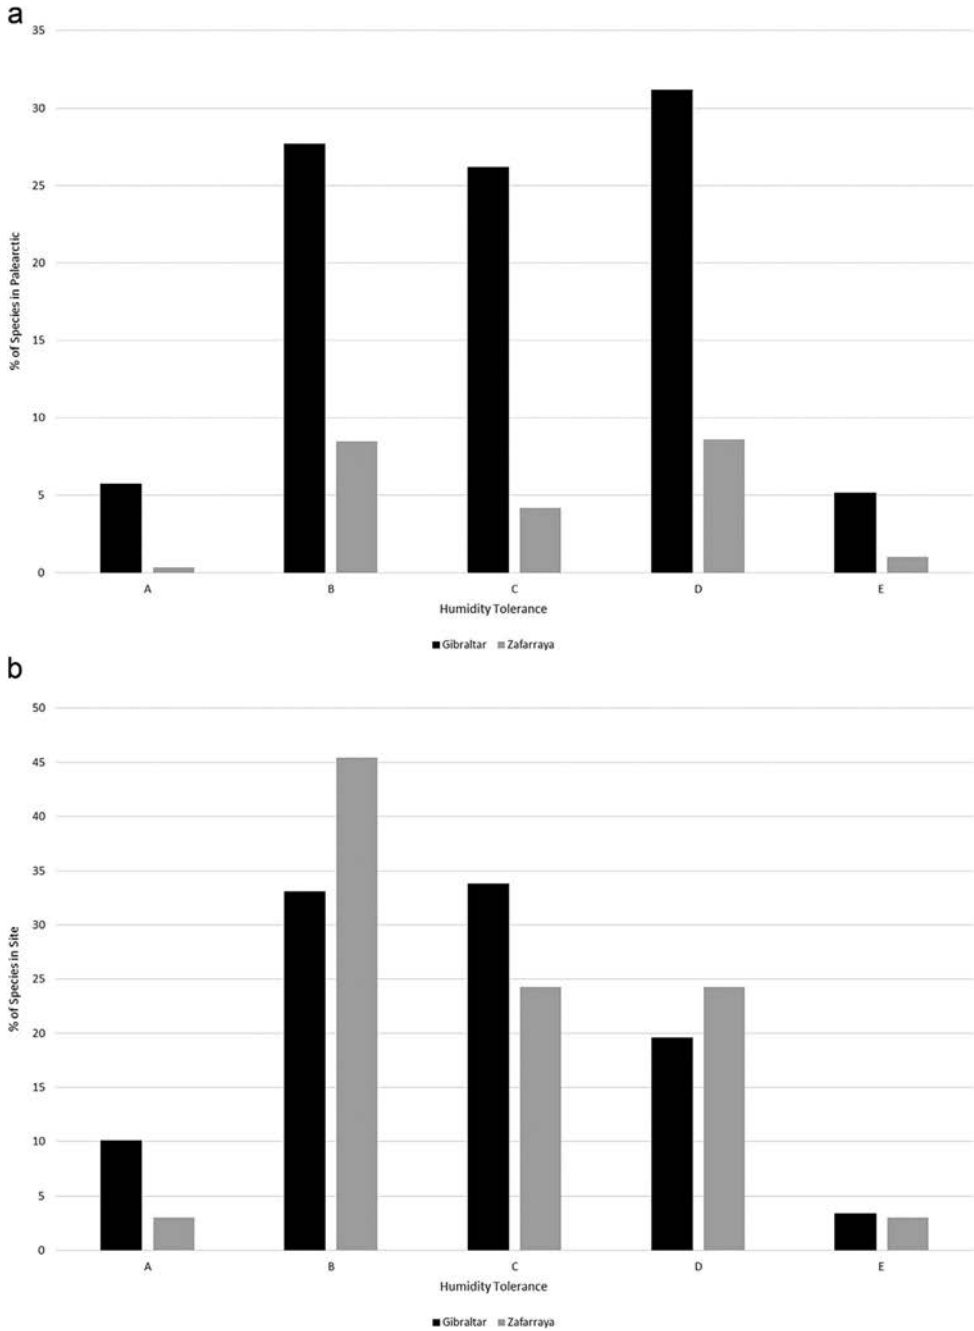 a
35
30
25
20
15
10
5
0
% of Species in Palearctic
A B C D E
Humidity Tolerance
Gibraltar Zafarraya
b
50
45
40
35
30
25
20
15
10
5
0
% of Species in Site
A B C D E
Humidity Tolerance
Gibraltar Zafarraya